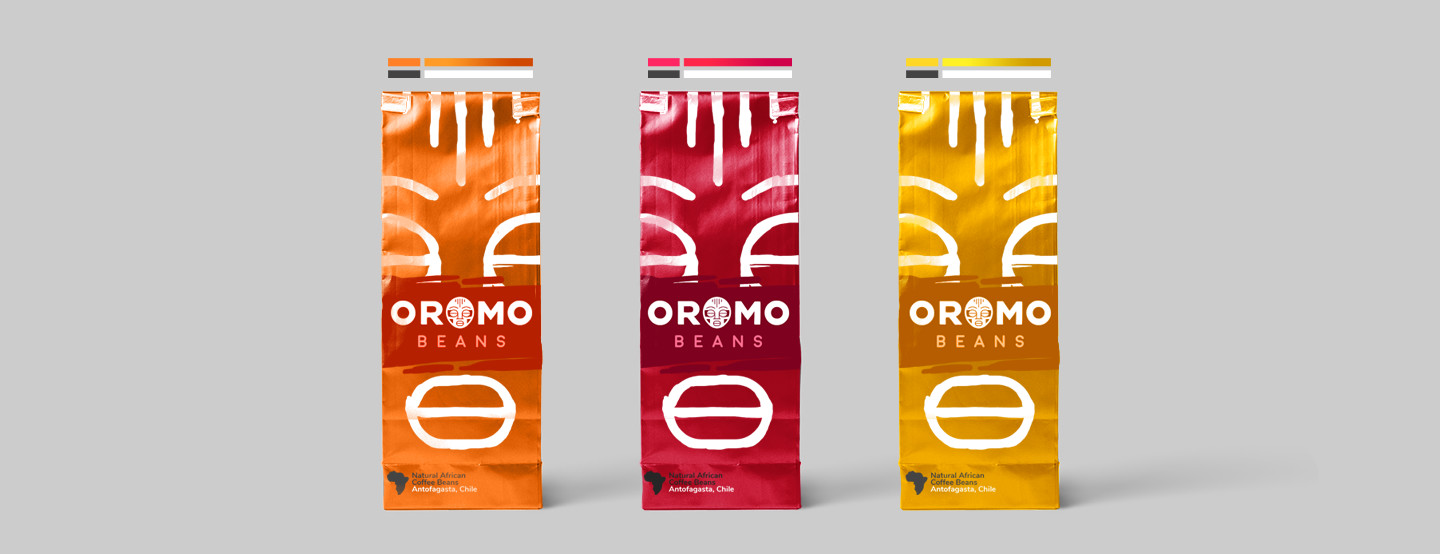 OROMO
BEANS
Natural African
Coffee Beans
Antofagasta, Chile
OROMO
BEANS
Natural African
Coffee Beans
Antofagasta, Chile
OROMO
BEANS
Natural African
Coffee Beans
Antofagasta, Chile